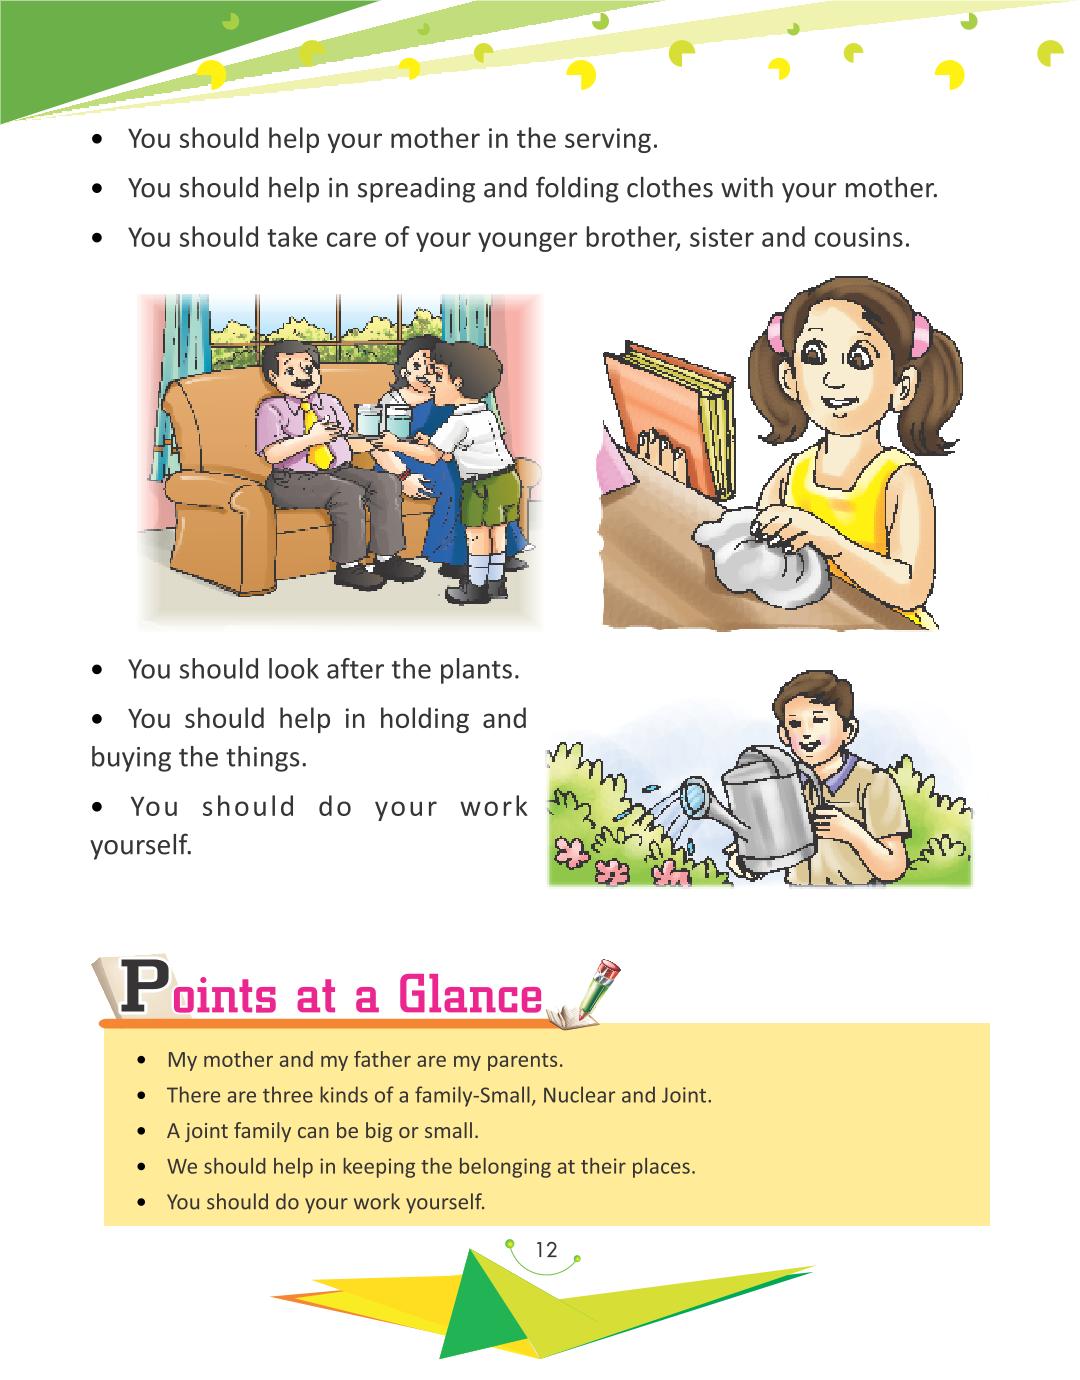 • You should help your mother in the serving.
• You should help in spreading and folding clothes with your mother.
• You should take care of your younger brother, sister and cousins.
• You should look after the plants.
• You should help in holding and
buying the things.
• You should do your work
yourself.
Points at a Glance
• My mother and my father are my parents.
• There are three kinds of a family-Small, Nuclear and Joint.
• A joint family can be big or small.
• We should help in keeping the belonging at their places.
• You should do your work yourself.
12